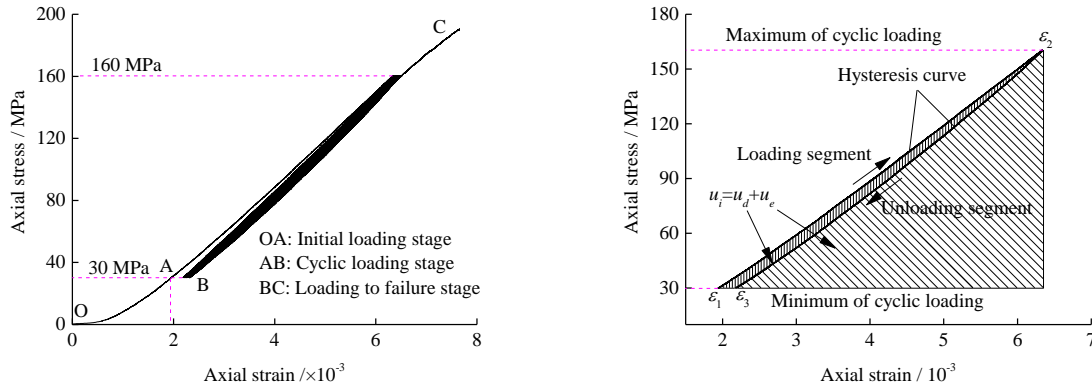 Axial stress / MPa
200
160
120
80
40
0
0
2
4
6
8
Axial strain /×10⁻³
160 MPa
30 MPa
O
A
B
C
OA: Initial loading stage
AB: Cyclic loading stage
BC: Loading to failure stage
Axial stress / MPa
180
150
120
90
60
30
2
3
4
5
6
7
Axial strain / 10⁻³
Maximum of cyclic loading
ε₂
Hysteresis curve
Loading segment
Unloading segment
uᵢ=u_d+u_e
ε₁
ε₃
Minimum of cyclic loading